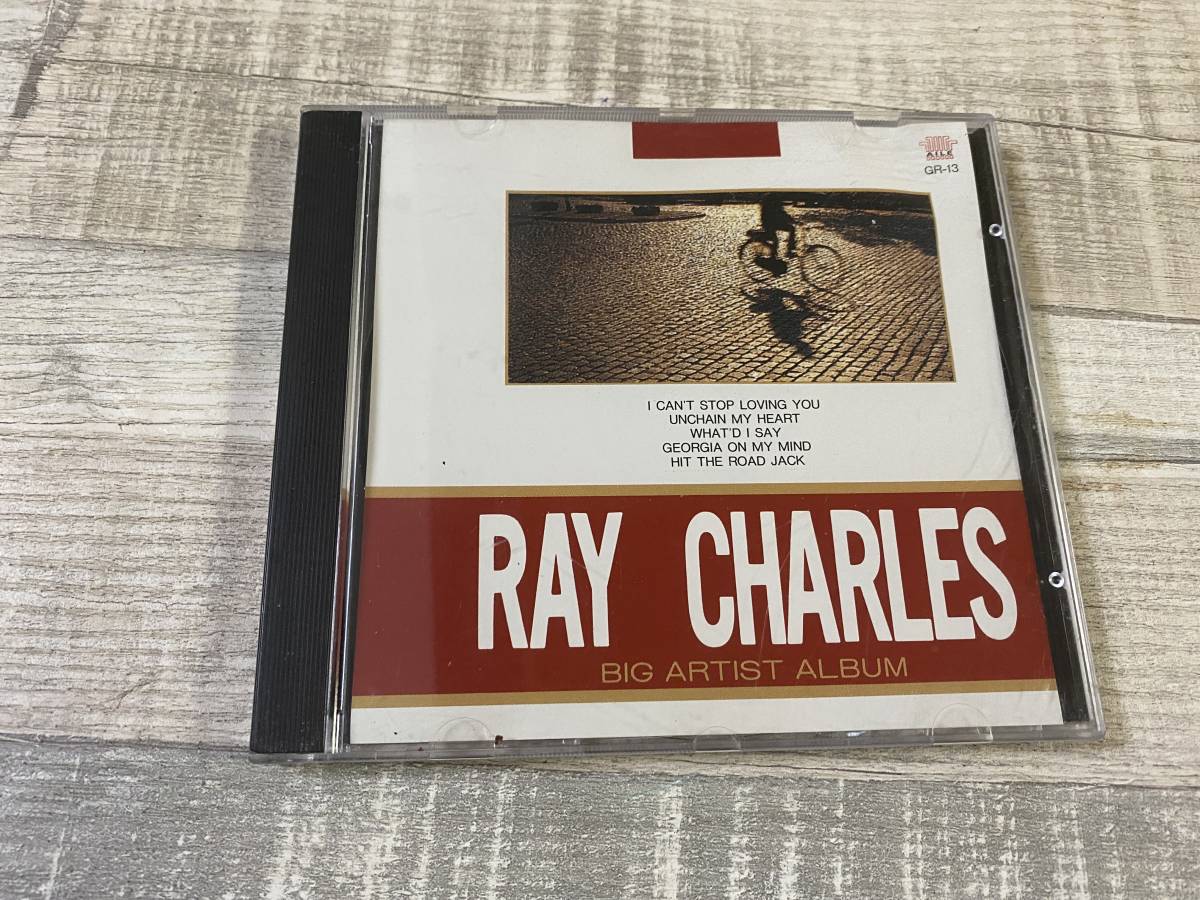 AILE
GR-13
I CAN'T STOP LOVING YOU
UNCHAIN MY HEART
WHAT'D I SAY
GEORGIA ON MY MIND
HIT THE ROAD JACK
RAY CHARLES
BIG ARTIST ALBUM